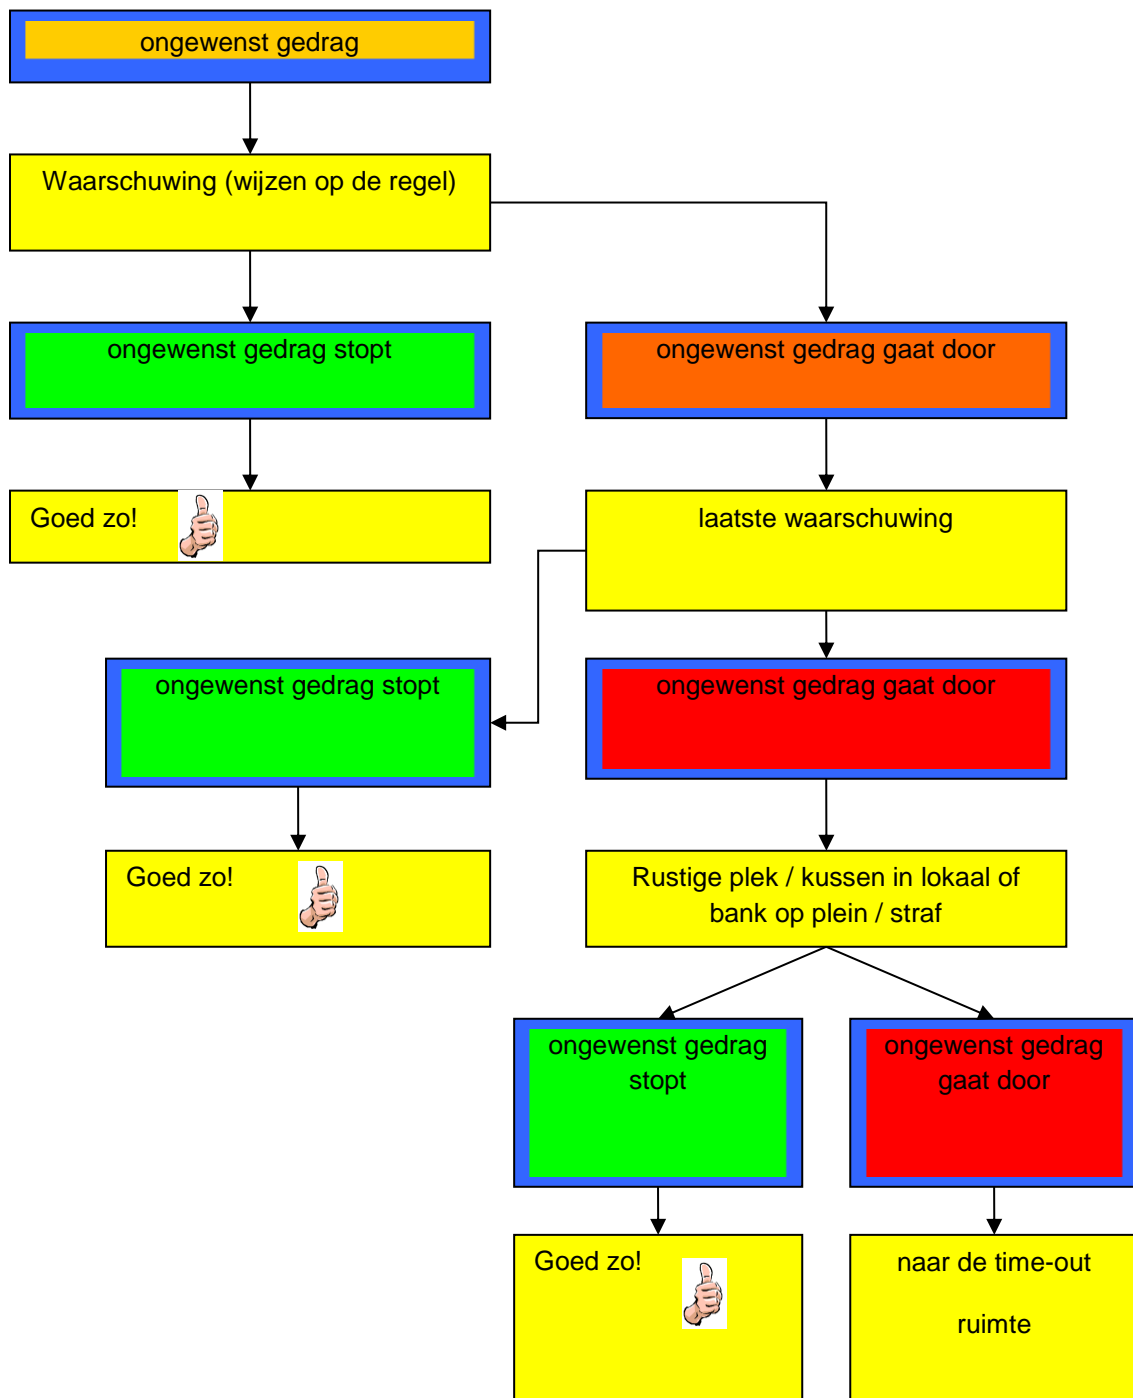 ongewenst gedrag
Waarschuwing (wijzen op de regel)
ongewenst gedrag stopt
ongewenst gedrag gaat door
Goed zo!
laatste waarschuwing
ongewenst gedrag stopt
ongewenst gedrag gaat door
Goed zo!
Rustige plek / kussen in lokaal of
bank op plein / straf
ongewenst gedrag
stopt
ongewenst gedrag
gaat door
Goed zo!
naar de time-out
ruimte